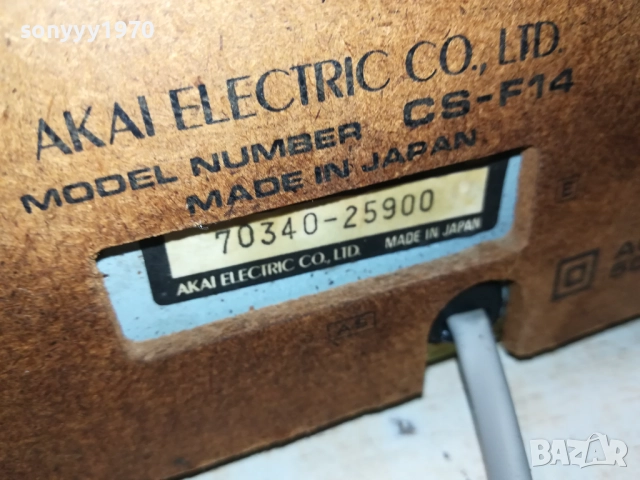 sonyyy1970
AKAI ELECTRIC CO., LTD.
MODEL NUMBER CS-F14
MADE IN JAPAN
70340-25900
AKAI ELECTRIC CO., LTD. MADE IN JAPAN
E
BAZAR
.bg